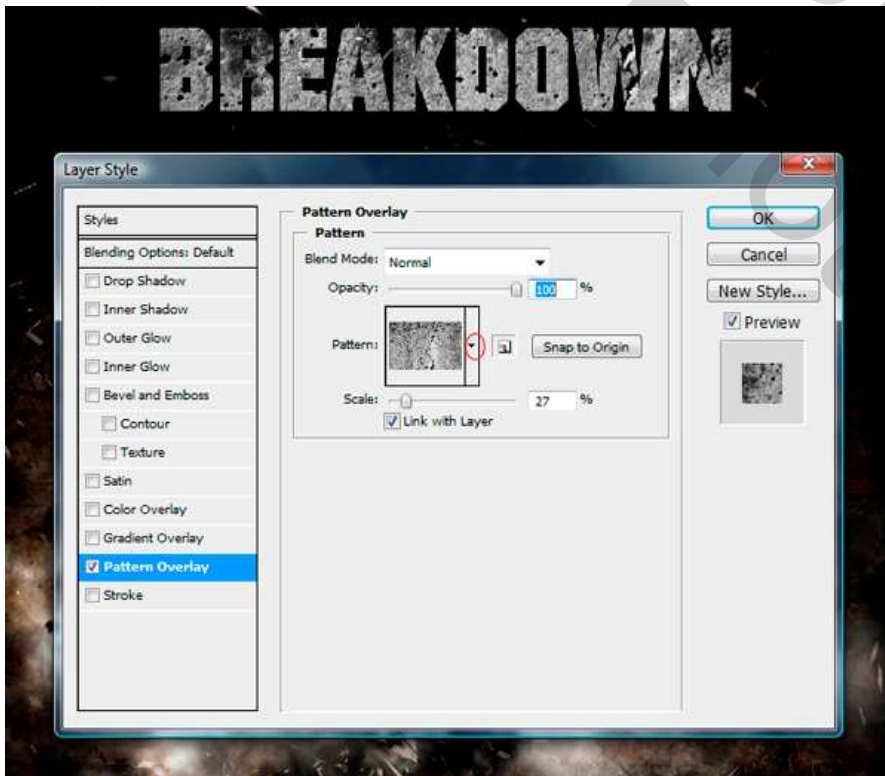 BREAKDOWN
Layer Style
Styles
Blending Options: Default
Drop Shadow
Inner Shadow
Outer Glow
Inner Glow
Bevel and Emboss
Contour
Texture
Satin
Color Overlay
Gradient Overlay
Pattern Overlay
Stroke
Pattern Overlay
Pattern
Blend Mode: Normal
Opacity: 100 %
Pattern: Snap to Origin
Scale: 27 %
Link with Layer
OK
Cancel
New Style...
Preview